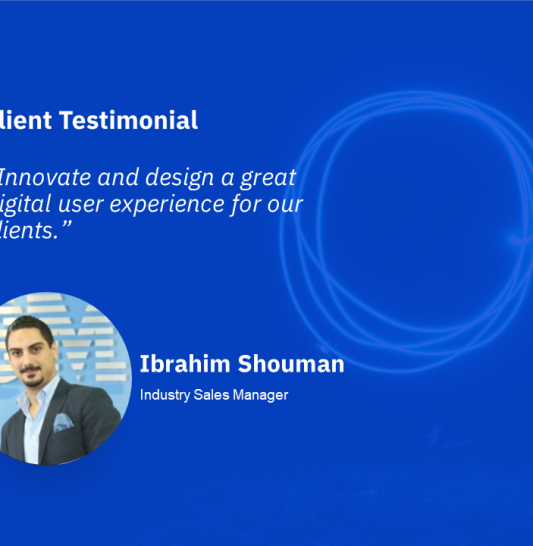 lient Testimonial
Innovate and design a great
igital user experience for our
lients.”
Ibrahim Shouman
Industry Sales Manager